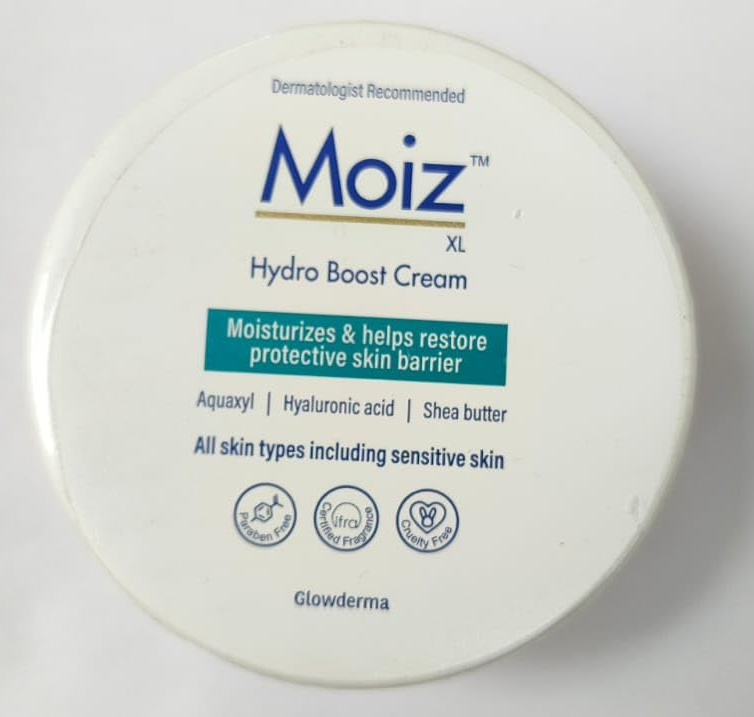 Dermatologist Recommended
Moiz™
XL
Hydro Boost Cream
Moisturizes & helps restore
protective skin barrier
Aquaxyl | Hyaluronic acid | Shea butter
All skin types including sensitive skin
Paraben Free
ifra
Certified Fragrance
Cruelty Free
Glowderma